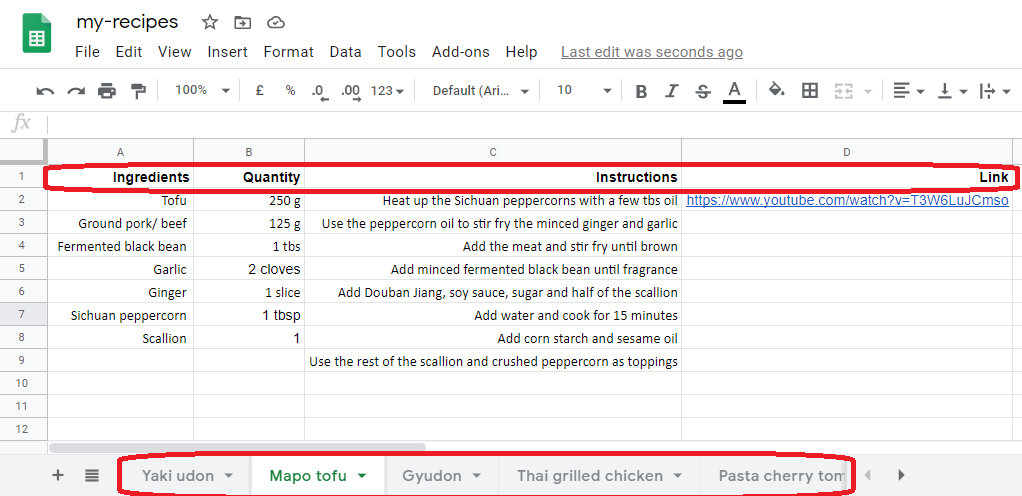 my-recipes
File Edit View Insert Format Data Tools Add-ons Help Last edit was seconds ago
100% £ % .0 .00 123 Default (Ari... 10 B I S A
fx
A B C D
1 Ingredients Quantity Instructions Link
2 Tofu 250 g Heat up the Sichuan peppercorns with a few tbs oil https://www.youtube.com/watch?v=T3W6LuJCmso
3 Ground pork/ beef 125 g Use the peppercorn oil to stir fry the minced ginger and garlic
4 Fermented black bean 1 tbs Add the meat and stir fry until brown
5 Garlic 2 cloves Add minced fermented black bean until fragrance
6 Ginger 1 slice Add Douban Jiang, soy sauce, sugar and half of the scallion
7 Sichuan peppercorn 1 tbsp Add water and cook for 15 minutes
8 Scallion 1 Add corn starch and sesame oil
9 Use the rest of the scallion and crushed peppercorn as toppings
10
11
12
Yaki udon Mapo tofu Gyudon Thai grilled chicken Pasta cherry tom